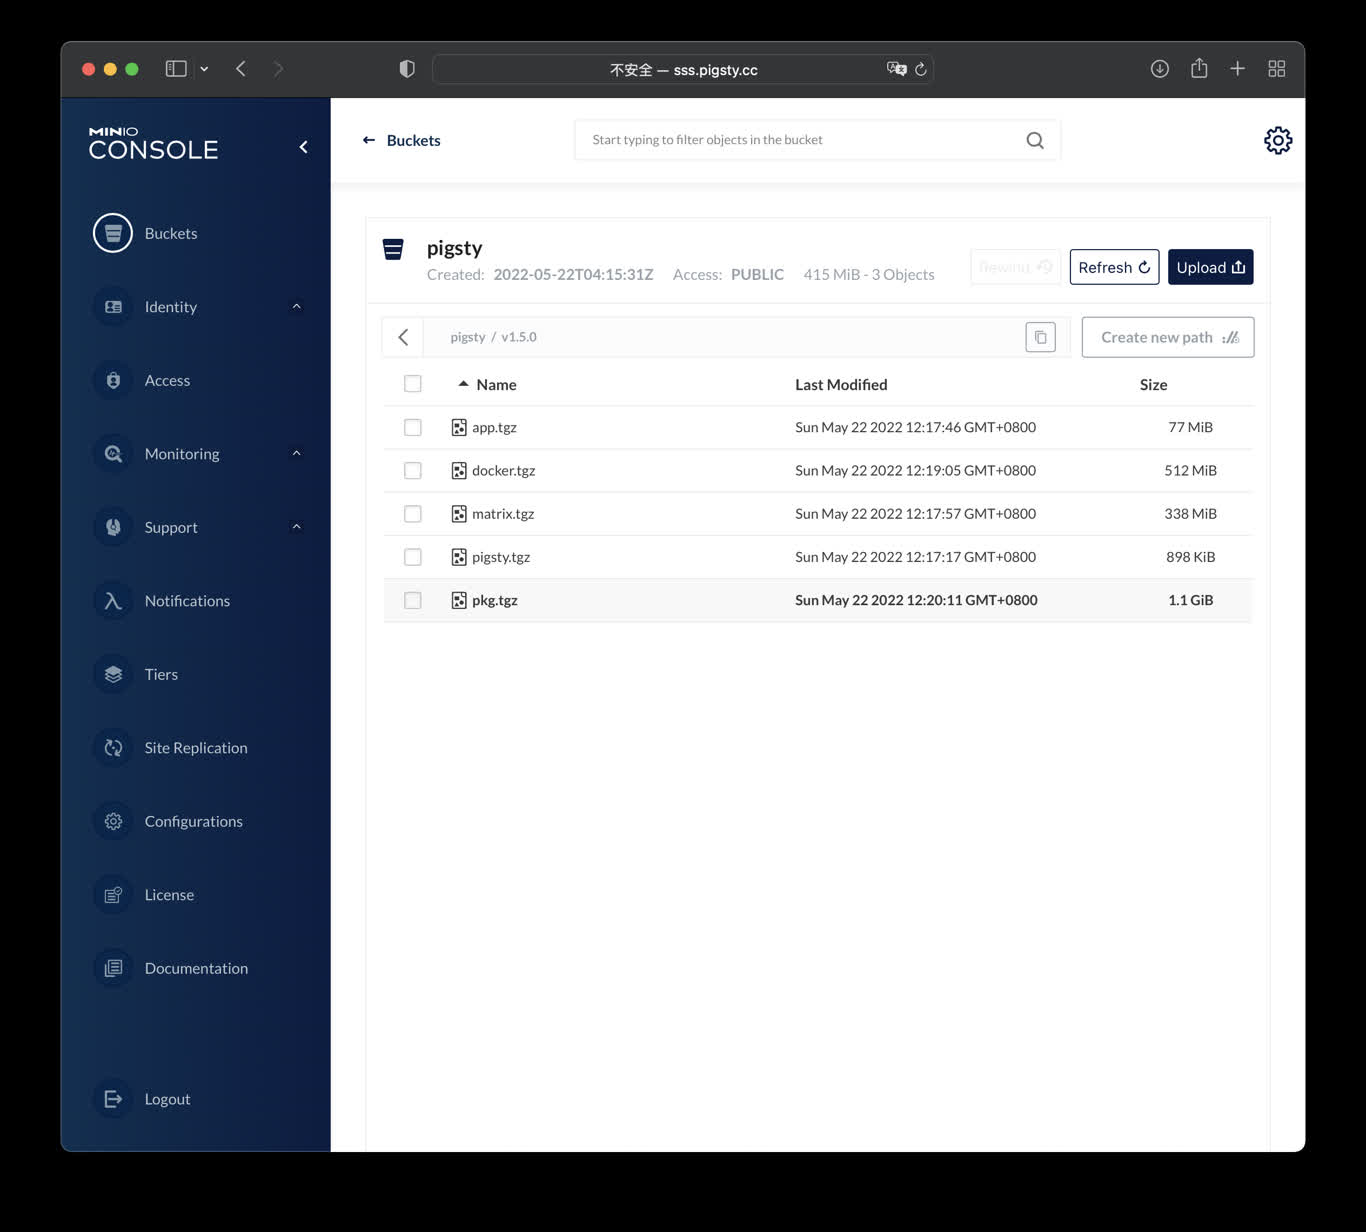 不安全 — sss.pigsty.cc
MINIO
CONSOLE
Buckets
Identity
Access
Monitoring
Support
Notifications
Tiers
Site Replication
Configurations
License
Documentation
Logout
← Buckets
Start typing to filter objects in the bucket
pigsty
Created: 2022-05-22T04:15:31Z Access: PUBLIC 415 MiB - 3 Objects
Rewind Refresh Upload
pigsty / v1.5.0 Create new path
Name Last Modified Size
app.tgz Sun May 22 2022 12:17:46 GMT+0800 77 MiB
docker.tgz Sun May 22 2022 12:19:05 GMT+0800 512 MiB
matrix.tgz Sun May 22 2022 12:17:57 GMT+0800 338 MiB
pigsty.tgz Sun May 22 2022 12:17:17 GMT+0800 898 KiB
pkg.tgz Sun May 22 2022 12:20:11 GMT+0800 1.1 GiB